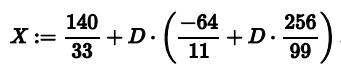 X := 140/33 + D · (−64/11 + D · 256/99)